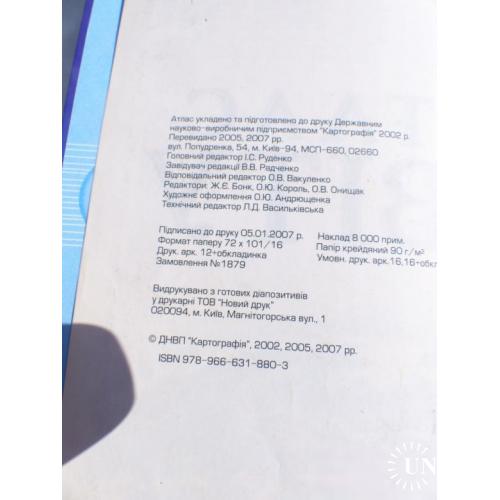 Атлас укладено та підготовлено до друку Державним
науково-виробничим підприємством "Картографія" 2002 р.
Перевидано 2005, 2007 рр.
вул. Попудренка, 54, м. Київ-94, МСП-660, 02660
Головний редактор І.С. Руденко
Завідувач редакції В.В. Радченко
Відповідальний редактор О.В. Вакуленко
Редактори: Ж.Є. Бонк, О.Ю. Король, О.В. Онищак
Художнє оформлення О.Ю. Андрющенка
Технічний редактор Л.Д. Васильківська
Підписано до друку 05.01.2007 р.
Формат паперу 72 х 101/16
Друк. арк. 12+обкладинка
Замовлення №1879
Наклад 8 000 прим.
Папір крейдяний 90 г/м²
Умовн. друк. арк. 16,16+обкл
Видрукувано з готових діапозитивів
у друкарні ТОВ "Новий друк"
020094, м. Київ, Магнітогорська вул., 1
© ДНВП "Картографія", 2002, 2005, 2007 рр.
ISBN 978-966-631-880-3
UN